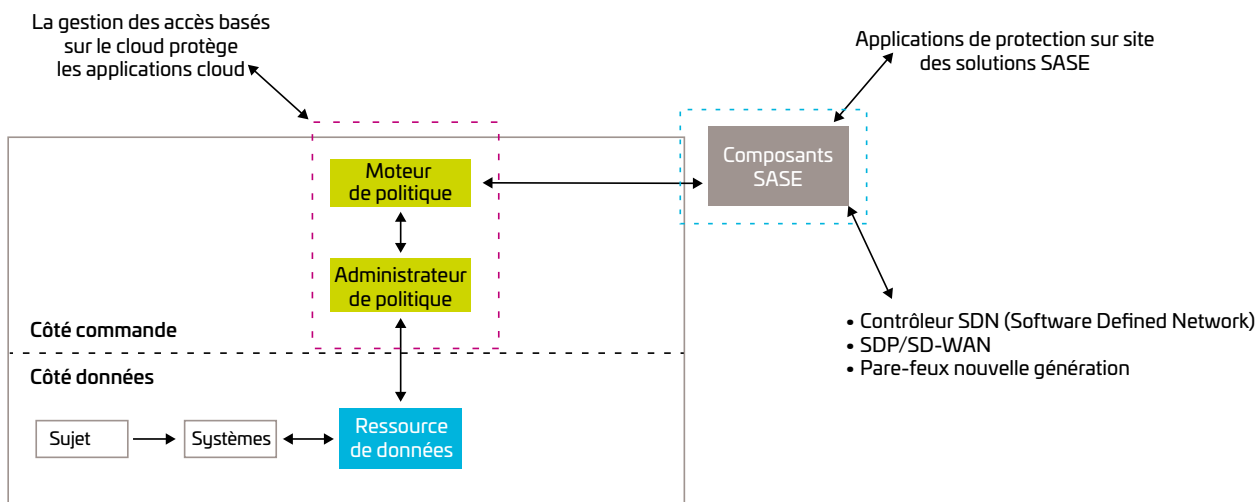 La gestion des accès basés
sur le cloud protège
les applications cloud
Applications de protection sur site
des solutions SASE
Moteur
de politique
Composants
SASE
Administrateur
de politique
Côté commande
Côté données
• Contrôleur SDN (Software Defined Network)
• SDP/SD-WAN
• Pare-feux nouvelle génération
Sujet
Systèmes
Ressource
de données